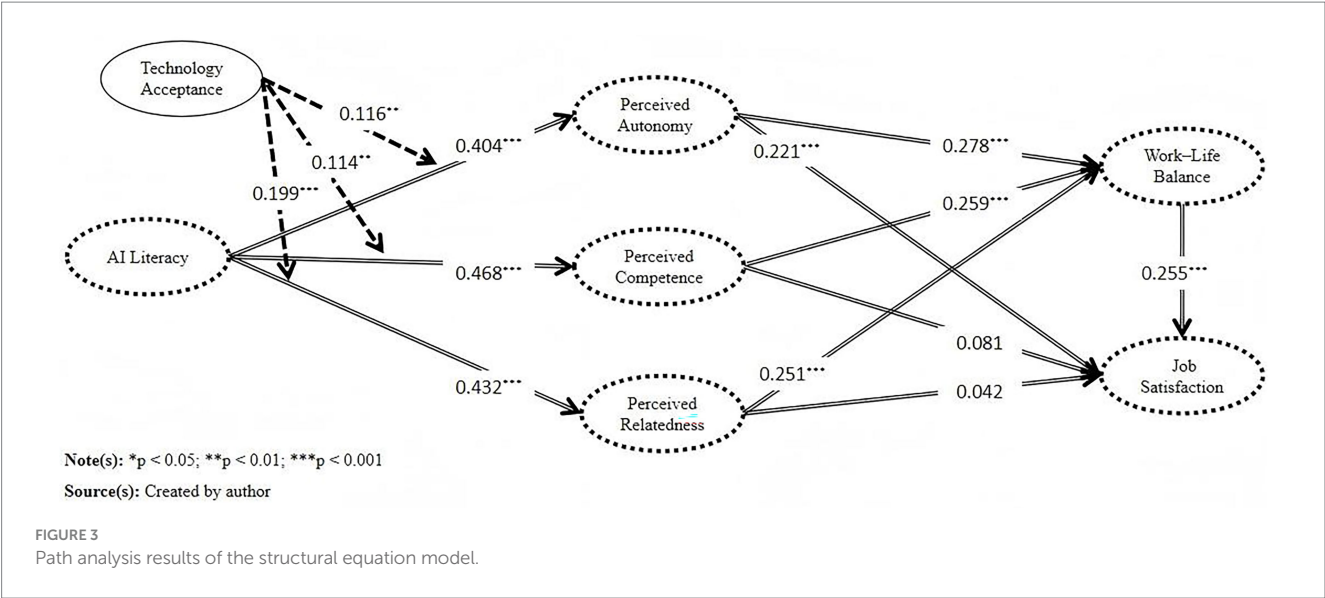 Technology
Acceptance
0.116**
0.114**
0.199***
AI Literacy
0.404***
0.468***
0.432***
Perceived
Autonomy
Perceived
Competence
Perceived
Relatedness
0.221***
0.278***
0.259***
0.251***
0.081
0.042
Work–Life
Balance
0.255***
Job
Satisfaction
Note(s): *p < 0.05; **p < 0.01; ***p < 0.001
Source(s): Created by author
FIGURE 3
Path analysis results of the structural equation model.